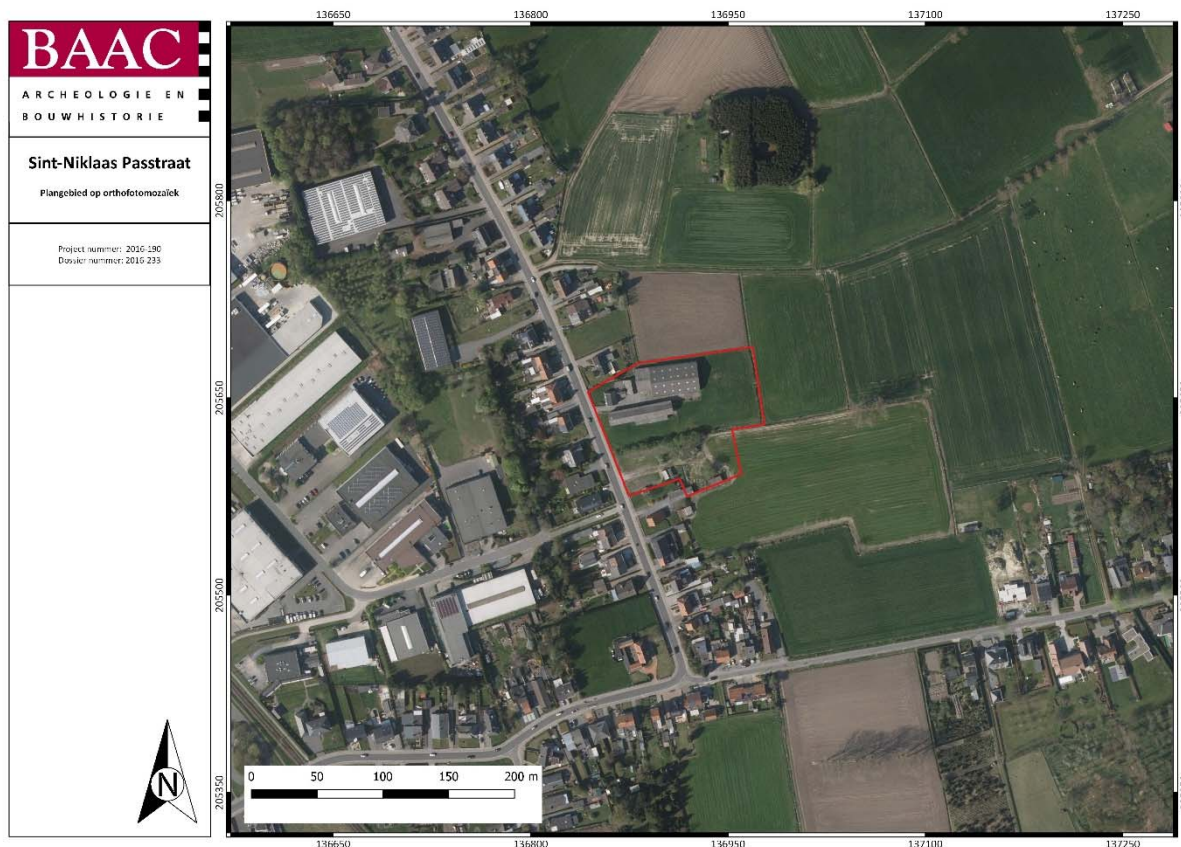 BAAC
ARCHEOLOGIE EN
BOUWHISTORIE
Sint-Niklaas Passtraat
Plangebied op orthofotomozaïek
Project nummer: 2016-190
Dossier nummer: 2016-233
136650 136800 136950 137100 137250
205800
205650
205500
205350
N
0 50 100 150 200 m
136650 136800 136950 137100 137250